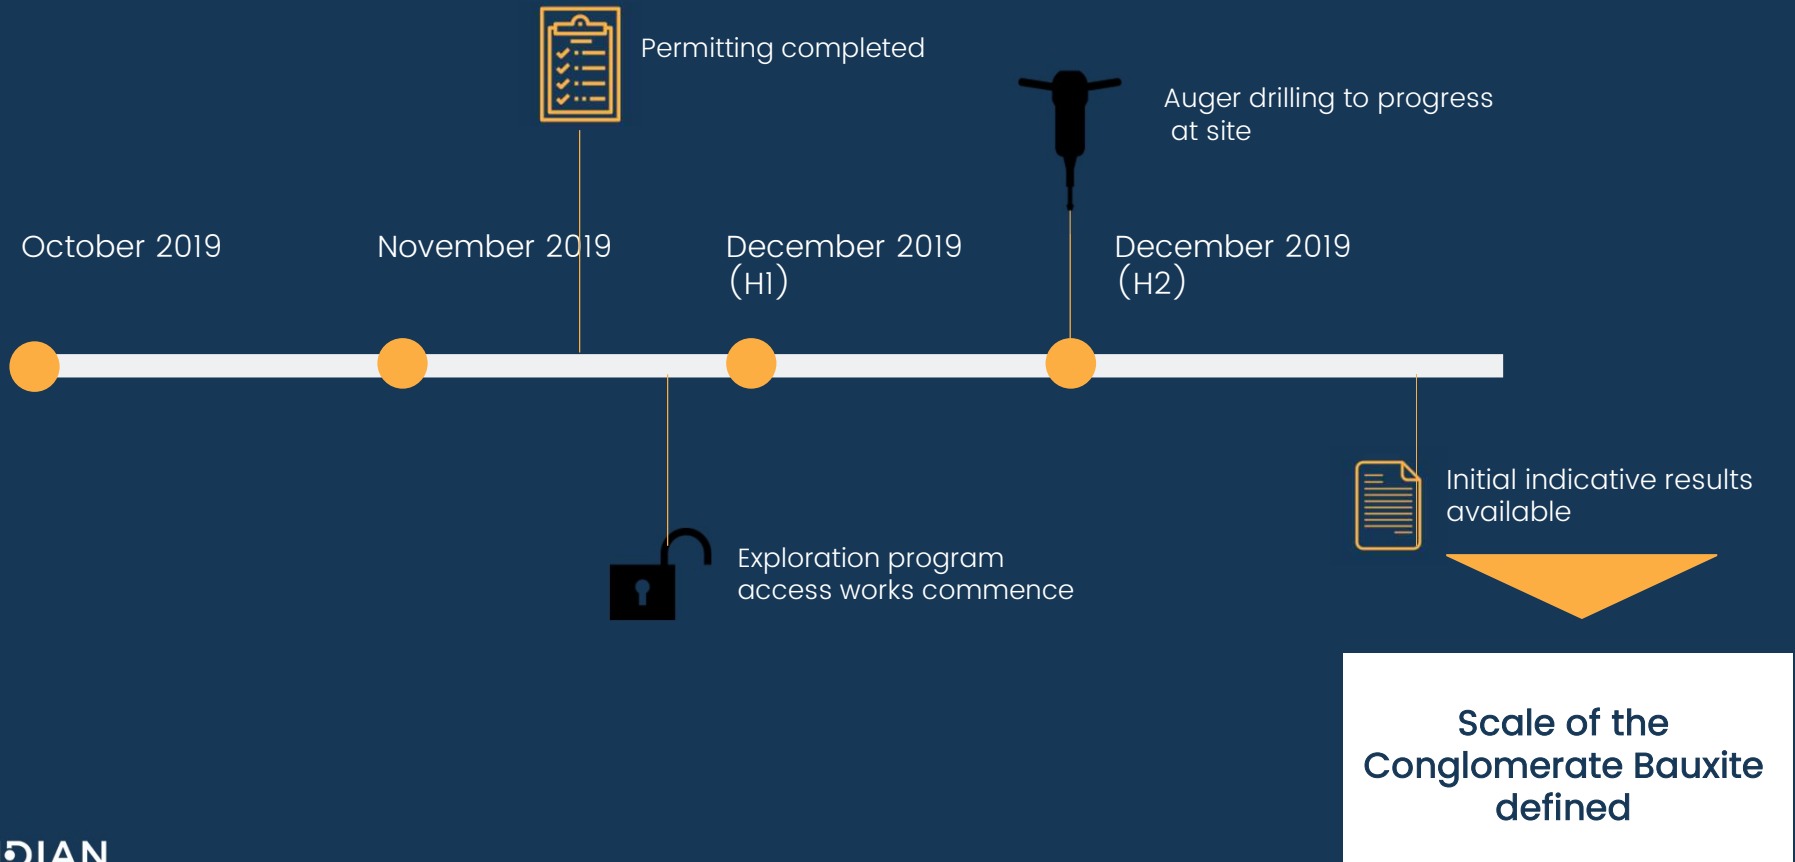 Permitting completed
Auger drilling to progress
at site
October 2019
November 2019
December 2019
(H1)
December 2019
(H2)
Initial indicative results
available
Exploration program
access works commence
Scale of the
Conglomerate Bauxite
defined